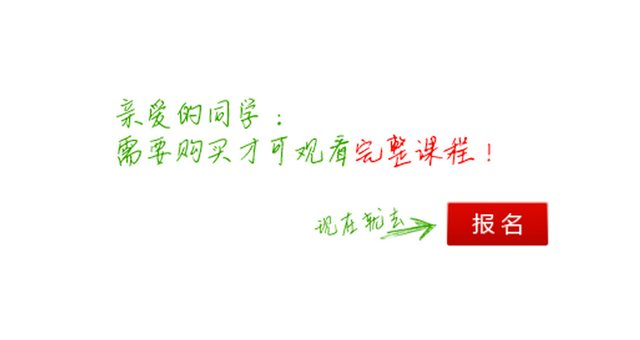 亲爱的同学：
需要购买才可观看完整课程！
现在就去
报名